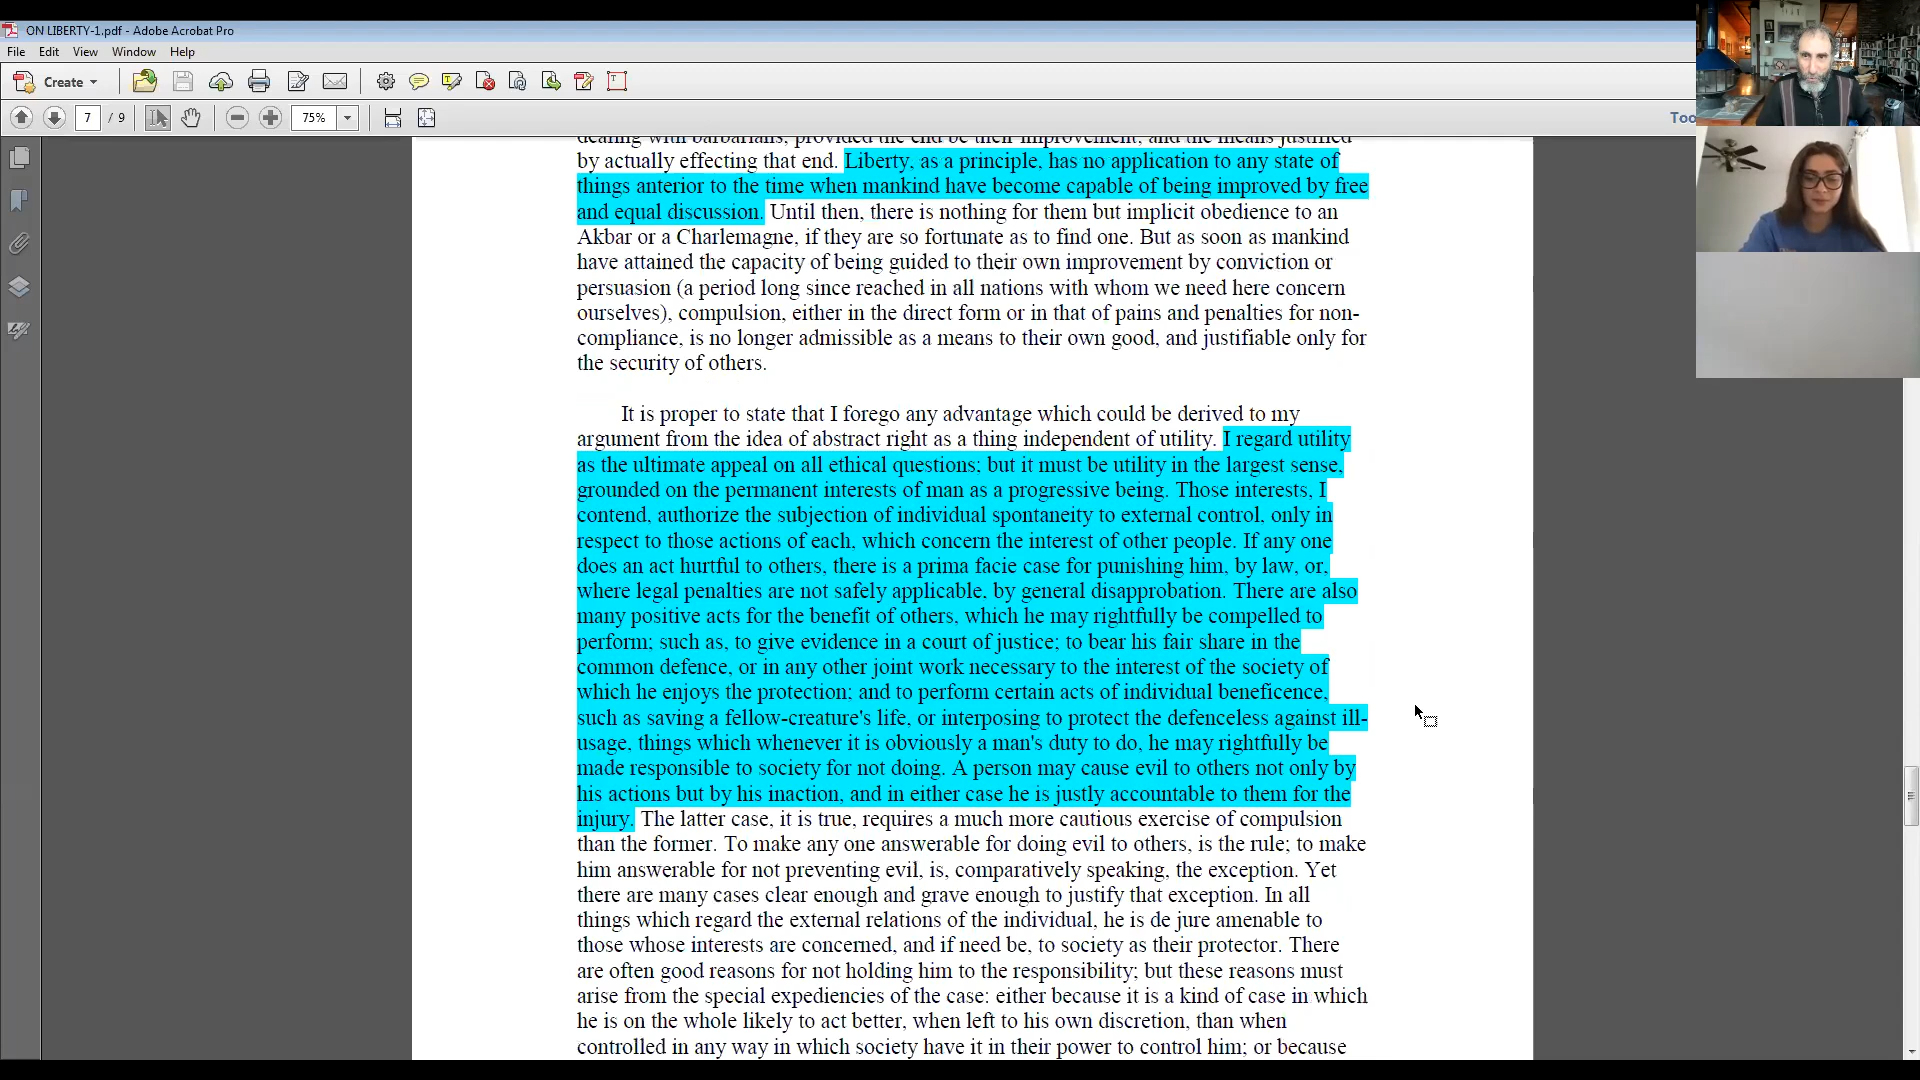 ON LIBERTY-1.pdf - Adobe Acrobat Pro
File Edit View Window Help
Create
7 / 9 75% Too
dealing with barbarians, provided the end be their improvement, and the means justified
by actually effecting that end. Liberty, as a principle, has no application to any state of
things anterior to the time when mankind have become capable of being improved by free
and equal discussion. Until then, there is nothing for them but implicit obedience to an
Akbar or a Charlemagne, if they are so fortunate as to find one. But as soon as mankind
have attained the capacity of being guided to their own improvement by conviction or
persuasion (a period long since reached in all nations with whom we need here concern
ourselves), compulsion, either in the direct form or in that of pains and penalties for non-
compliance, is no longer admissible as a means to their own good, and justifiable only for
the security of others.
It is proper to state that I forego any advantage which could be derived to my
argument from the idea of abstract right as a thing independent of utility. I regard utility
as the ultimate appeal on all ethical questions; but it must be utility in the largest sense,
grounded on the permanent interests of man as a progressive being. Those interests, I
contend, authorize the subjection of individual spontaneity to external control, only in
respect to those actions of each, which concern the interest of other people. If any one
does an act hurtful to others, there is a prima facie case for punishing him, by law, or,
where legal penalties are not safely applicable, by general disapprobation. There are also
many positive acts for the benefit of others, which he may rightfully be compelled to
perform; such as, to give evidence in a court of justice; to bear his fair share in the
common defence, or in any other joint work necessary to the interest of the society of
which he enjoys the protection; and to perform certain acts of individual beneficence,
such as saving a fellow-creature's life, or interposing to protect the defenceless against ill-
usage, things which whenever it is obviously a man's duty to do, he may rightfully be
made responsible to society for not doing. A person may cause evil to others not only by
his actions but by his inaction, and in either case he is justly accountable to them for the
injury. The latter case, it is true, requires a much more cautious exercise of compulsion
than the former. To make any one answerable for doing evil to others, is the rule; to make
him answerable for not preventing evil, is, comparatively speaking, the exception. Yet
there are many cases clear enough and grave enough to justify that exception. In all
things which regard the external relations of the individual, he is de jure amenable to
those whose interests are concerned, and if need be, to society as their protector. There
are often good reasons for not holding him to the responsibility; but these reasons must
arise from the special expediencies of the case: either because it is a kind of case in which
he is on the whole likely to act better, when left to his own discretion, than when
controlled in any way in which society have it in their power to control him; or because